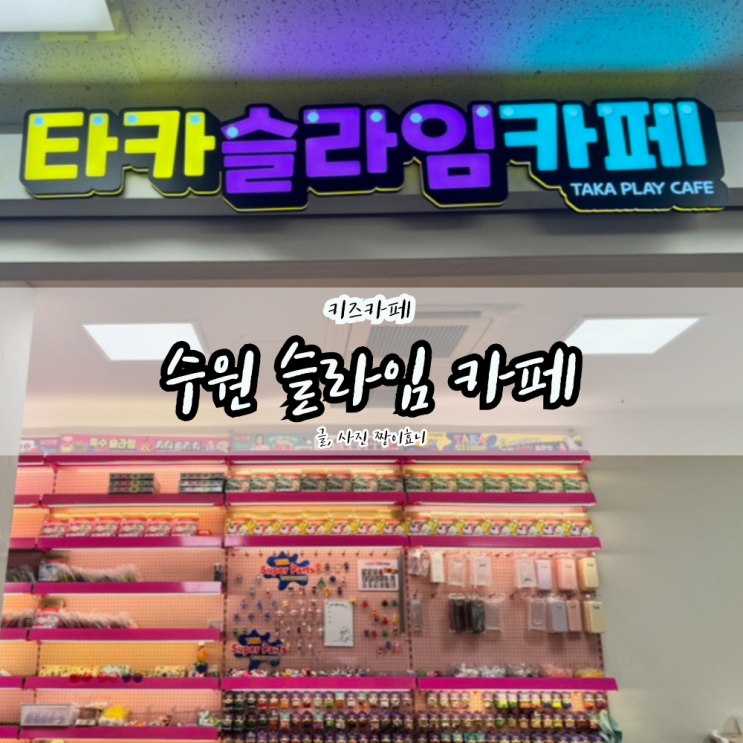 타카슬라임카페
TAKA PLAY CAFE
키즈카페
수원 슬라임 카페
글, 사진 짱이효니
특수 슬라임
TAKA
Super Parts
Super Parts